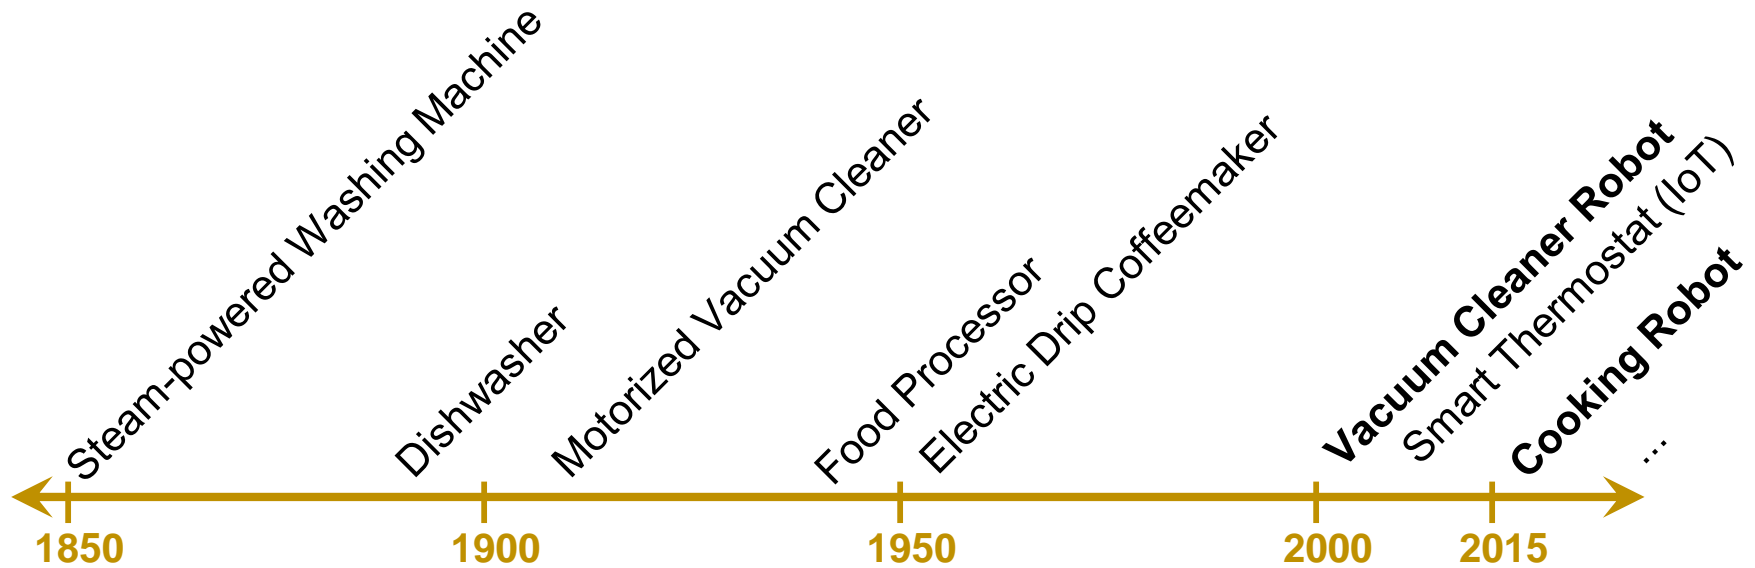 Steam-powered Washing Machine
Dishwasher
Motorized Vacuum Cleaner
Food Processor
Electric Drip Coffeemaker
Vacuum Cleaner Robot
Smart Thermostat (IoT)
Cooking Robot
...
1850
1900
1950
2000
2015